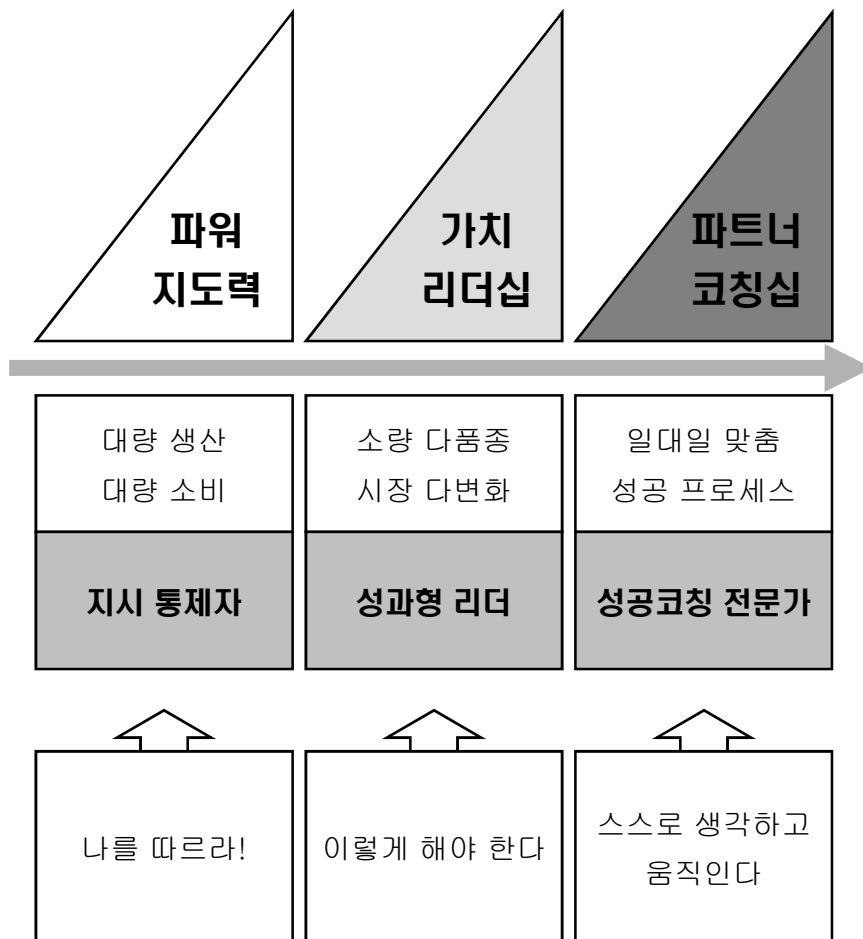 파워
지도력
가치
리더십
파트너
코칭십
대량 생산
대량 소비
소량 다품종
시장 다변화
일대일 맞춤
성공 프로세스
지시 통제자
성과형 리더
성공코칭 전문가
나를 따르라!
이렇게 해야 한다
스스로 생각하고
움직인다